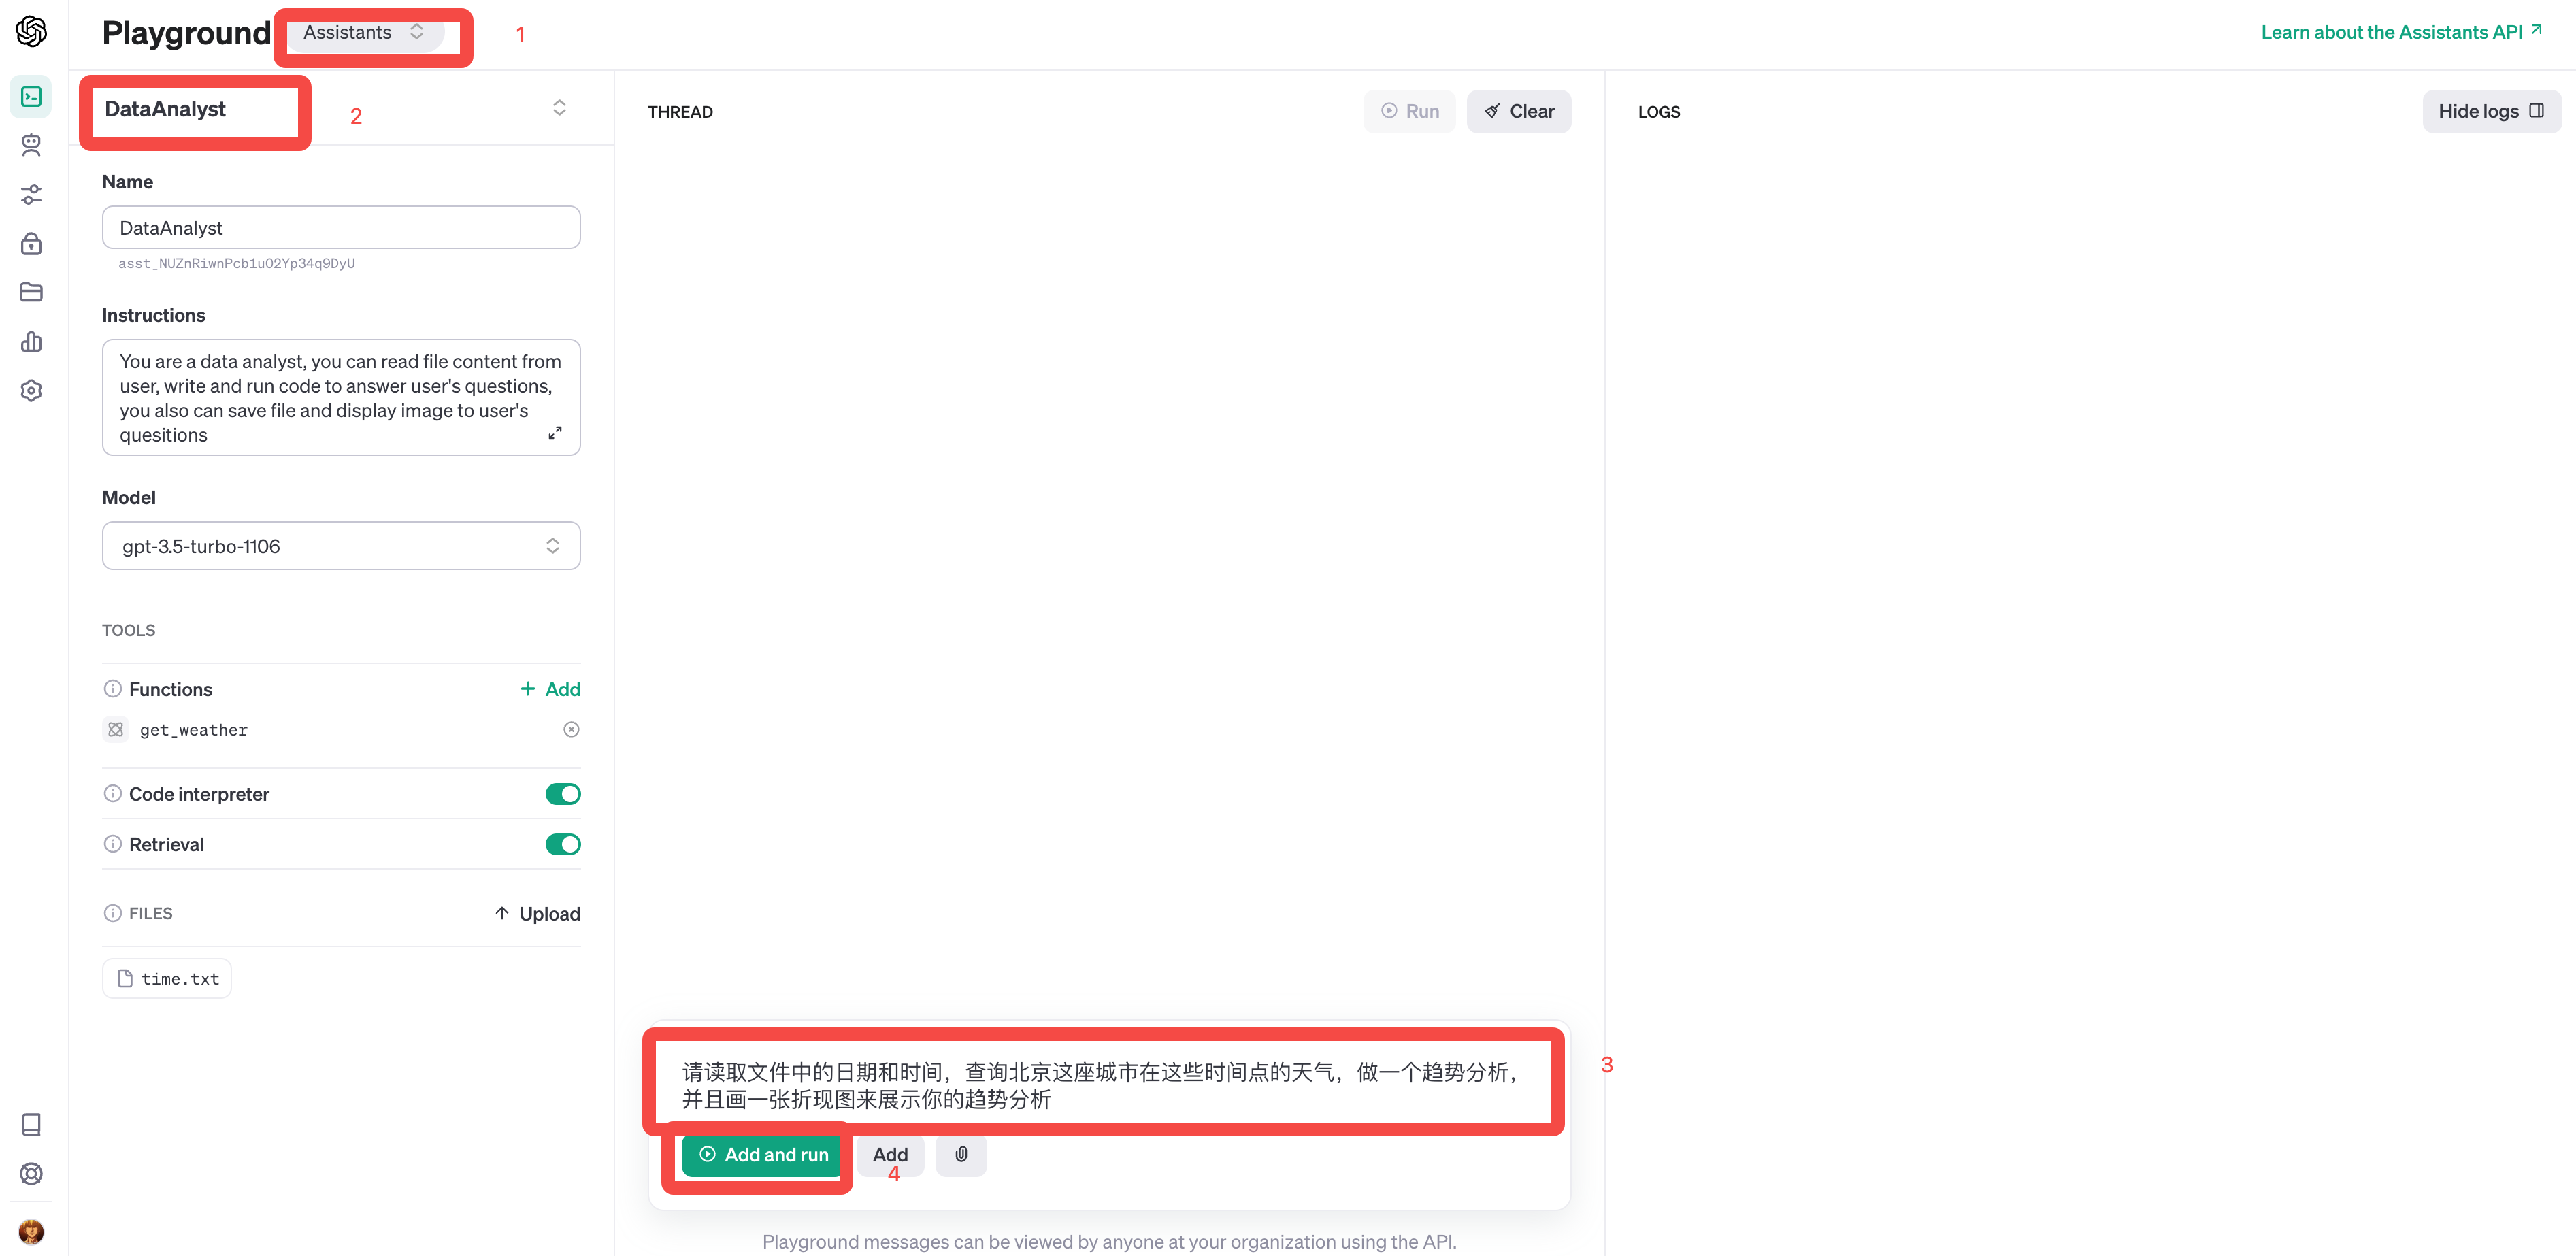 Playground
Assistants
1
Learn about the Assistants API
DataAnalyst
2
THREAD
Run
Clear
LOGS
Hide logs
Name
DataAnalyst
asst_NUZnRiwnPcb1uO2Yp34q9DyU
Instructions
You are a data analyst, you can read file content from
user, write and run code to answer user's questions,
you also can save file and display image to user's
quesitions
Model
gpt-3.5-turbo-1106
TOOLS
Functions
Add
get_weather
Code interpreter
Retrieval
FILES
Upload
time.txt
请读取文件中的日期和时间，查询北京这座城市在这些时间点的天气，做一个趋势分析，
并且画一张折现图来展示你的趋势分析
3
Add and run
Add
4
Playground messages can be viewed by anyone at your organization using the API.